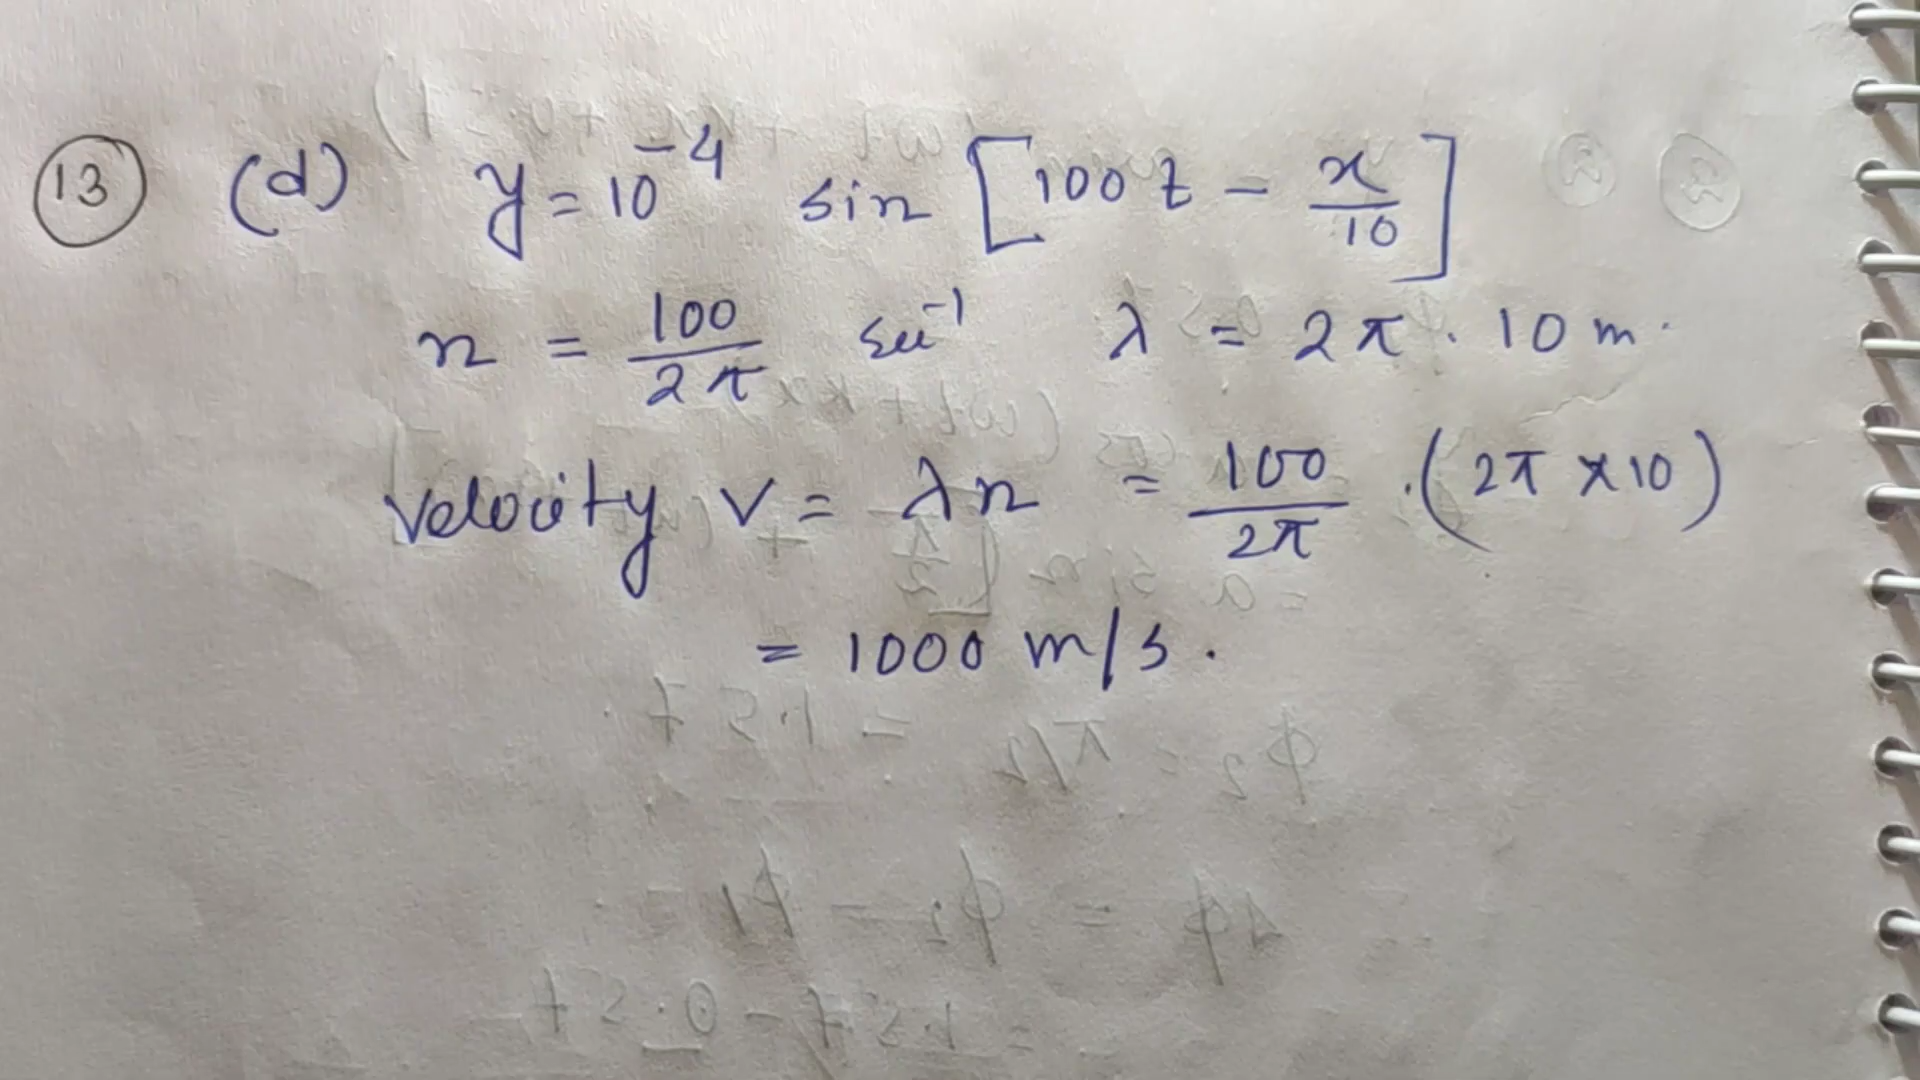 13 (d) y = 10^-4 sin [100t - x/10]
n = 100/2π sec^-1 λ = 2π . 10 m.
Velocity v = λn = 100/2π . (2π × 10)
= 1000 m/s.